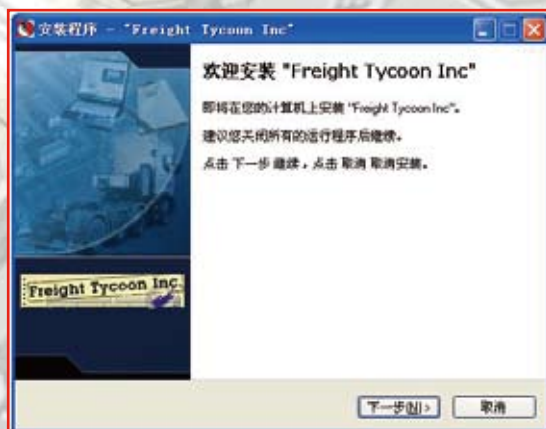 安装程序 - "Freight Tycoon Inc"
欢迎安装 "Freight Tycoon Inc"
即将在您的计算机上安装 "Freight Tycoon Inc"。
建议您关闭所有的运行程序后继续。
点击 下一步 继续，点击 取消 取消安装。
Freight Tycoon Inc.
下一步(N) >
取消